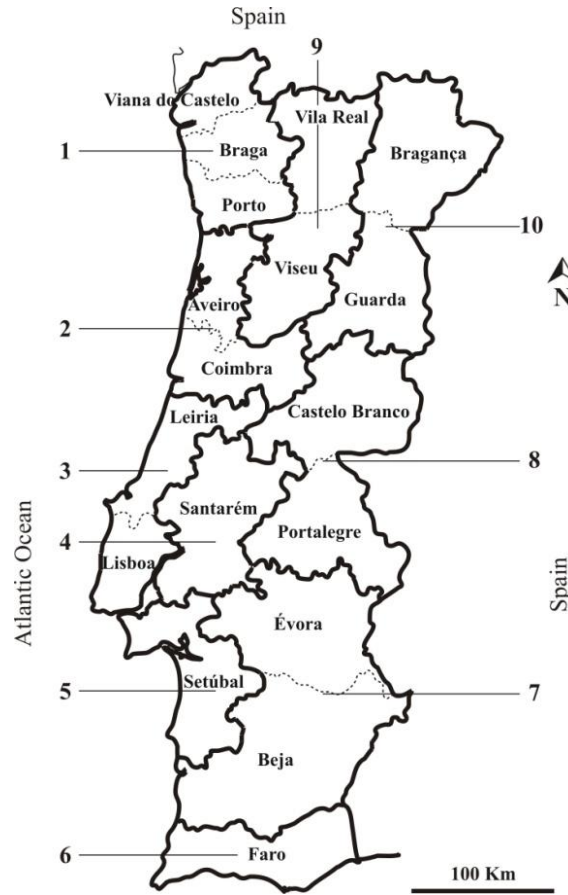 Spain
9
Viana do Castelo
Vila Real
1
Braga
Bragança
Porto
10
Viseu
N
Aveiro
Guarda
2
Coimbra
Leiria
Castelo Branco
3
8
Santarém
Portalegre
4
Lisboa
Atlantic Ocean
Spain
Évora
5
Setúbal
7
Beja
6
Faro
100 Km